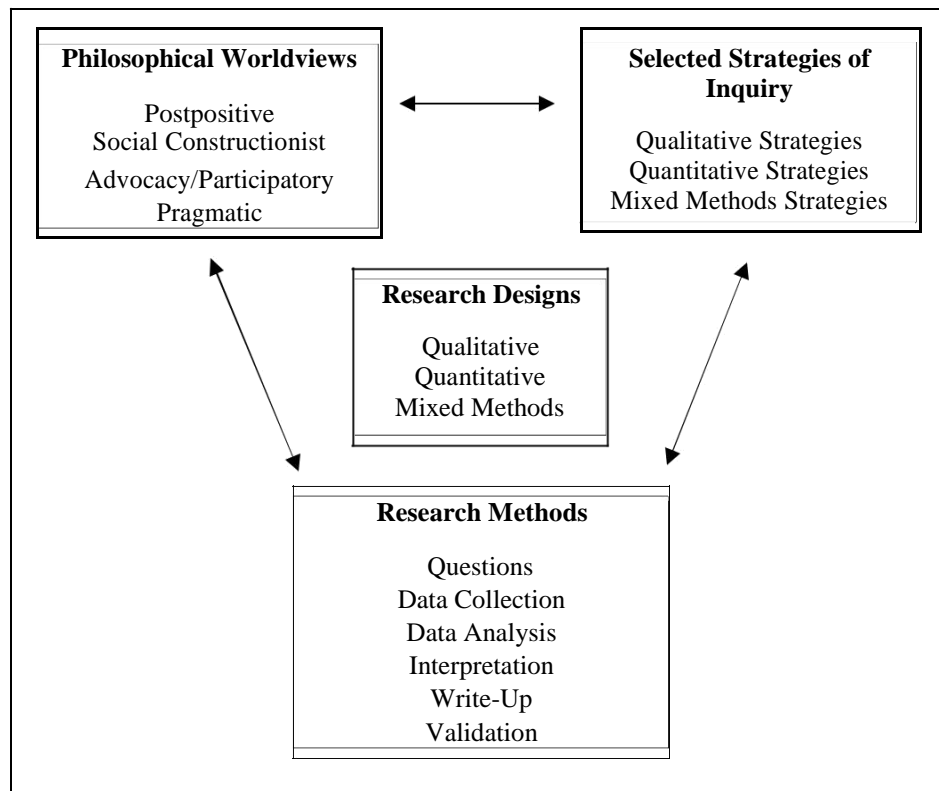 Philosophical Worldviews
Postpositive
Social Constructionist
Advocacy/Participatory
Pragmatic
Selected Strategies of
Inquiry
Qualitative Strategies
Quantitative Strategies
Mixed Methods Strategies
Research Designs
Qualitative
Quantitative
Mixed Methods
Research Methods
Questions
Data Collection
Data Analysis
Interpretation
Write-Up
Validation